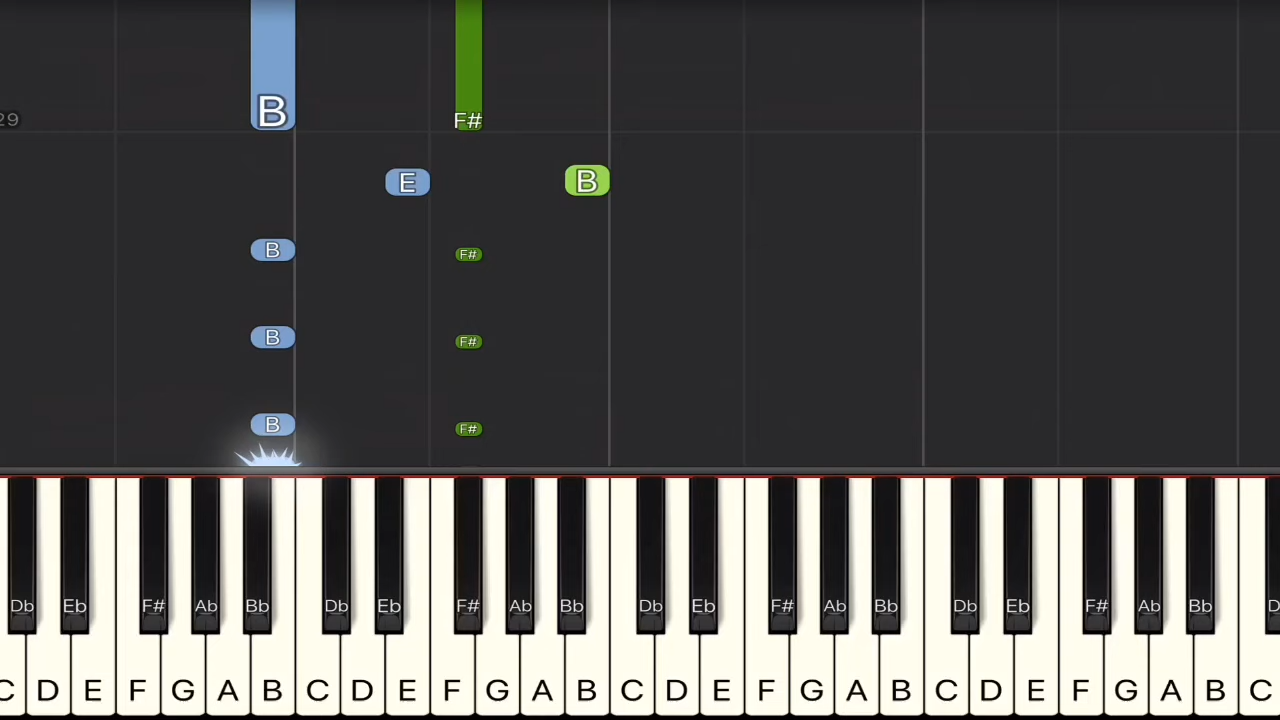 B
29 F#
E B
B F#
B F#
B F#
Db Eb F# Ab Bb Db Eb F# Ab Bb Db Eb F# Ab Bb Db Eb F# Ab Bb D
C D E F G A B C D E F G A B C D E F G A B C D E F G A B C